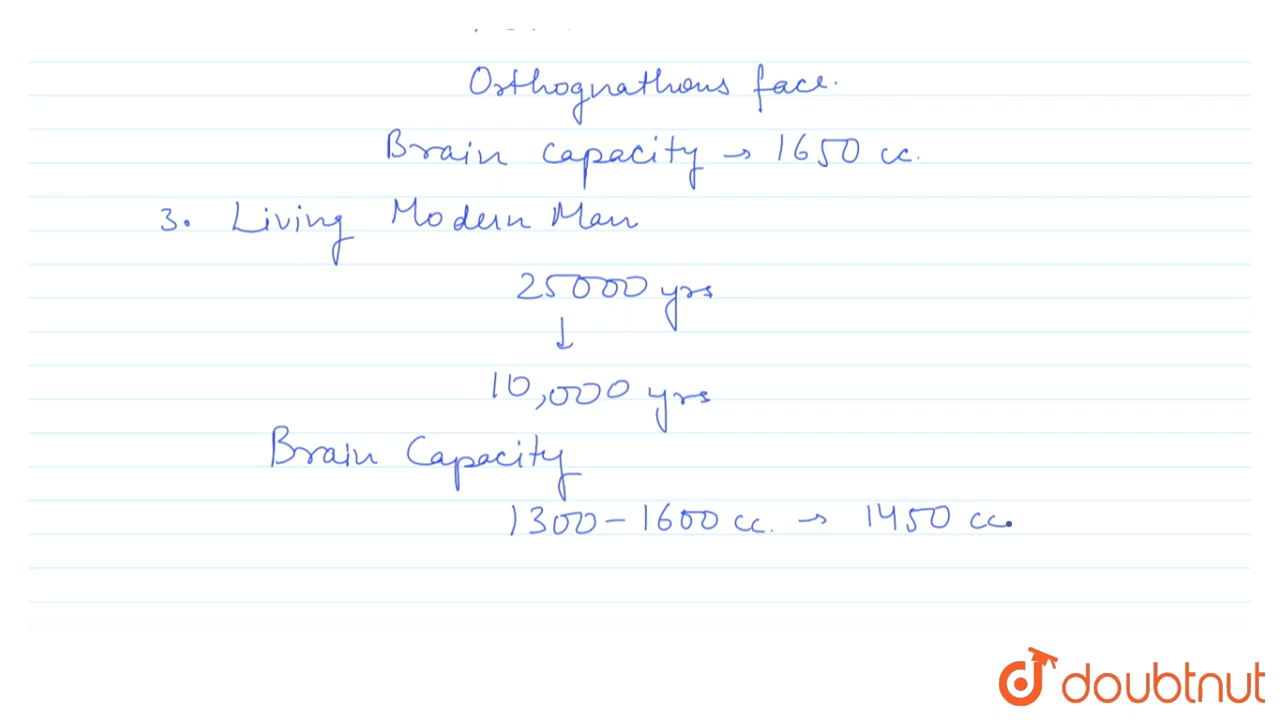 Orthognathous face.
Brain capacity → 1650 cc.
3. Living Modern Man
25000 yrs
↓
10,000 yrs
Brain Capacity
1300 - 1600 cc. → 1450 cc.
doubtnut